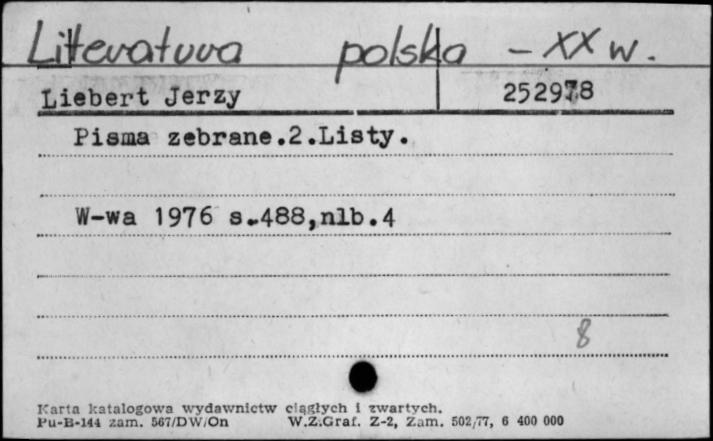 Literatura polska – XX w.
Liebert Jerzy 252978
Pisma zebrane.2.Listy.
W-wa 1976 s.488,nlb.4
8
Karta katalogowa wydawnictw ciągłych i zwartych.
Pu-B-144 zam. 567/DW/On W.Z.Graf. Z-2, Zam. 502/77, 6 400 000